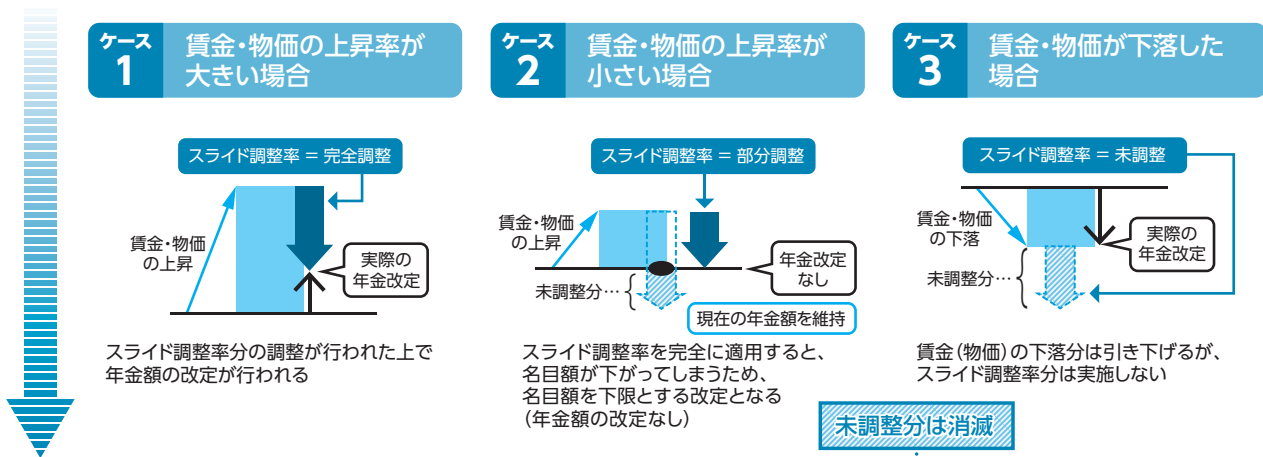 ケース
1
賃金・物価の上昇率が
大きい場合
スライド調整率 = 完全調整
賃金・物価
の上昇
実際の
年金改定
スライド調整率分の調整が行われた上で
年金額の改定が行われる
ケース
2
賃金・物価の上昇率が
小さい場合
スライド調整率 = 部分調整
賃金・物価
の上昇
年金改定
なし
未調整分…
現在の年金額を維持
スライド調整率を完全に適用すると、
名目額が下がってしまうため、
名目額を下限とする改定となる
(年金額の改定なし)
ケース
3
賃金・物価が下落した
場合
スライド調整率 = 未調整
賃金・物価
の下落
実際の
年金改定
未調整分…
賃金(物価)の下落分は引き下げるが、
スライド調整率分は実施しない
未調整分は消滅